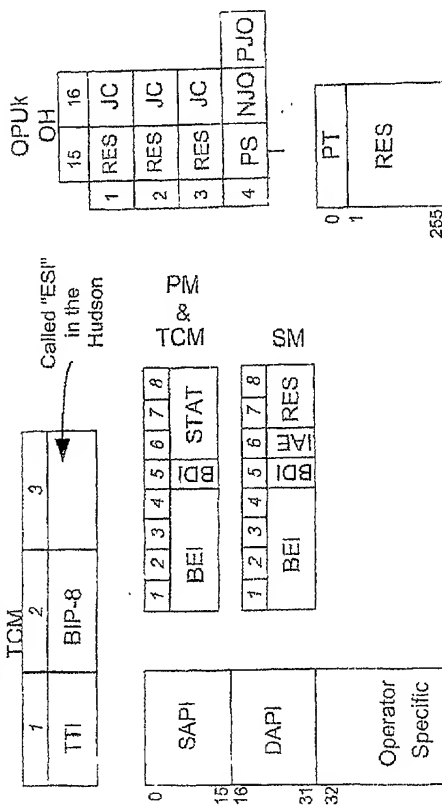 TCM
1 2 3
TTI BIP-8
Called "ESI"
in the
Hudson
0 SAPI 15
16 DAPI 31
32 Operator
Specific
1 2 3 4 5 6 7 8
BEI BDI STAT
PM
&
TCM
1 2 3 4 5 6 7 8
BEI BDI IAE RES
SM
OPUk
OH
15 16
1 RES JC
2 RES JC
3 RES JC
4 PS NJO PJO
0 PT
1 RES
255